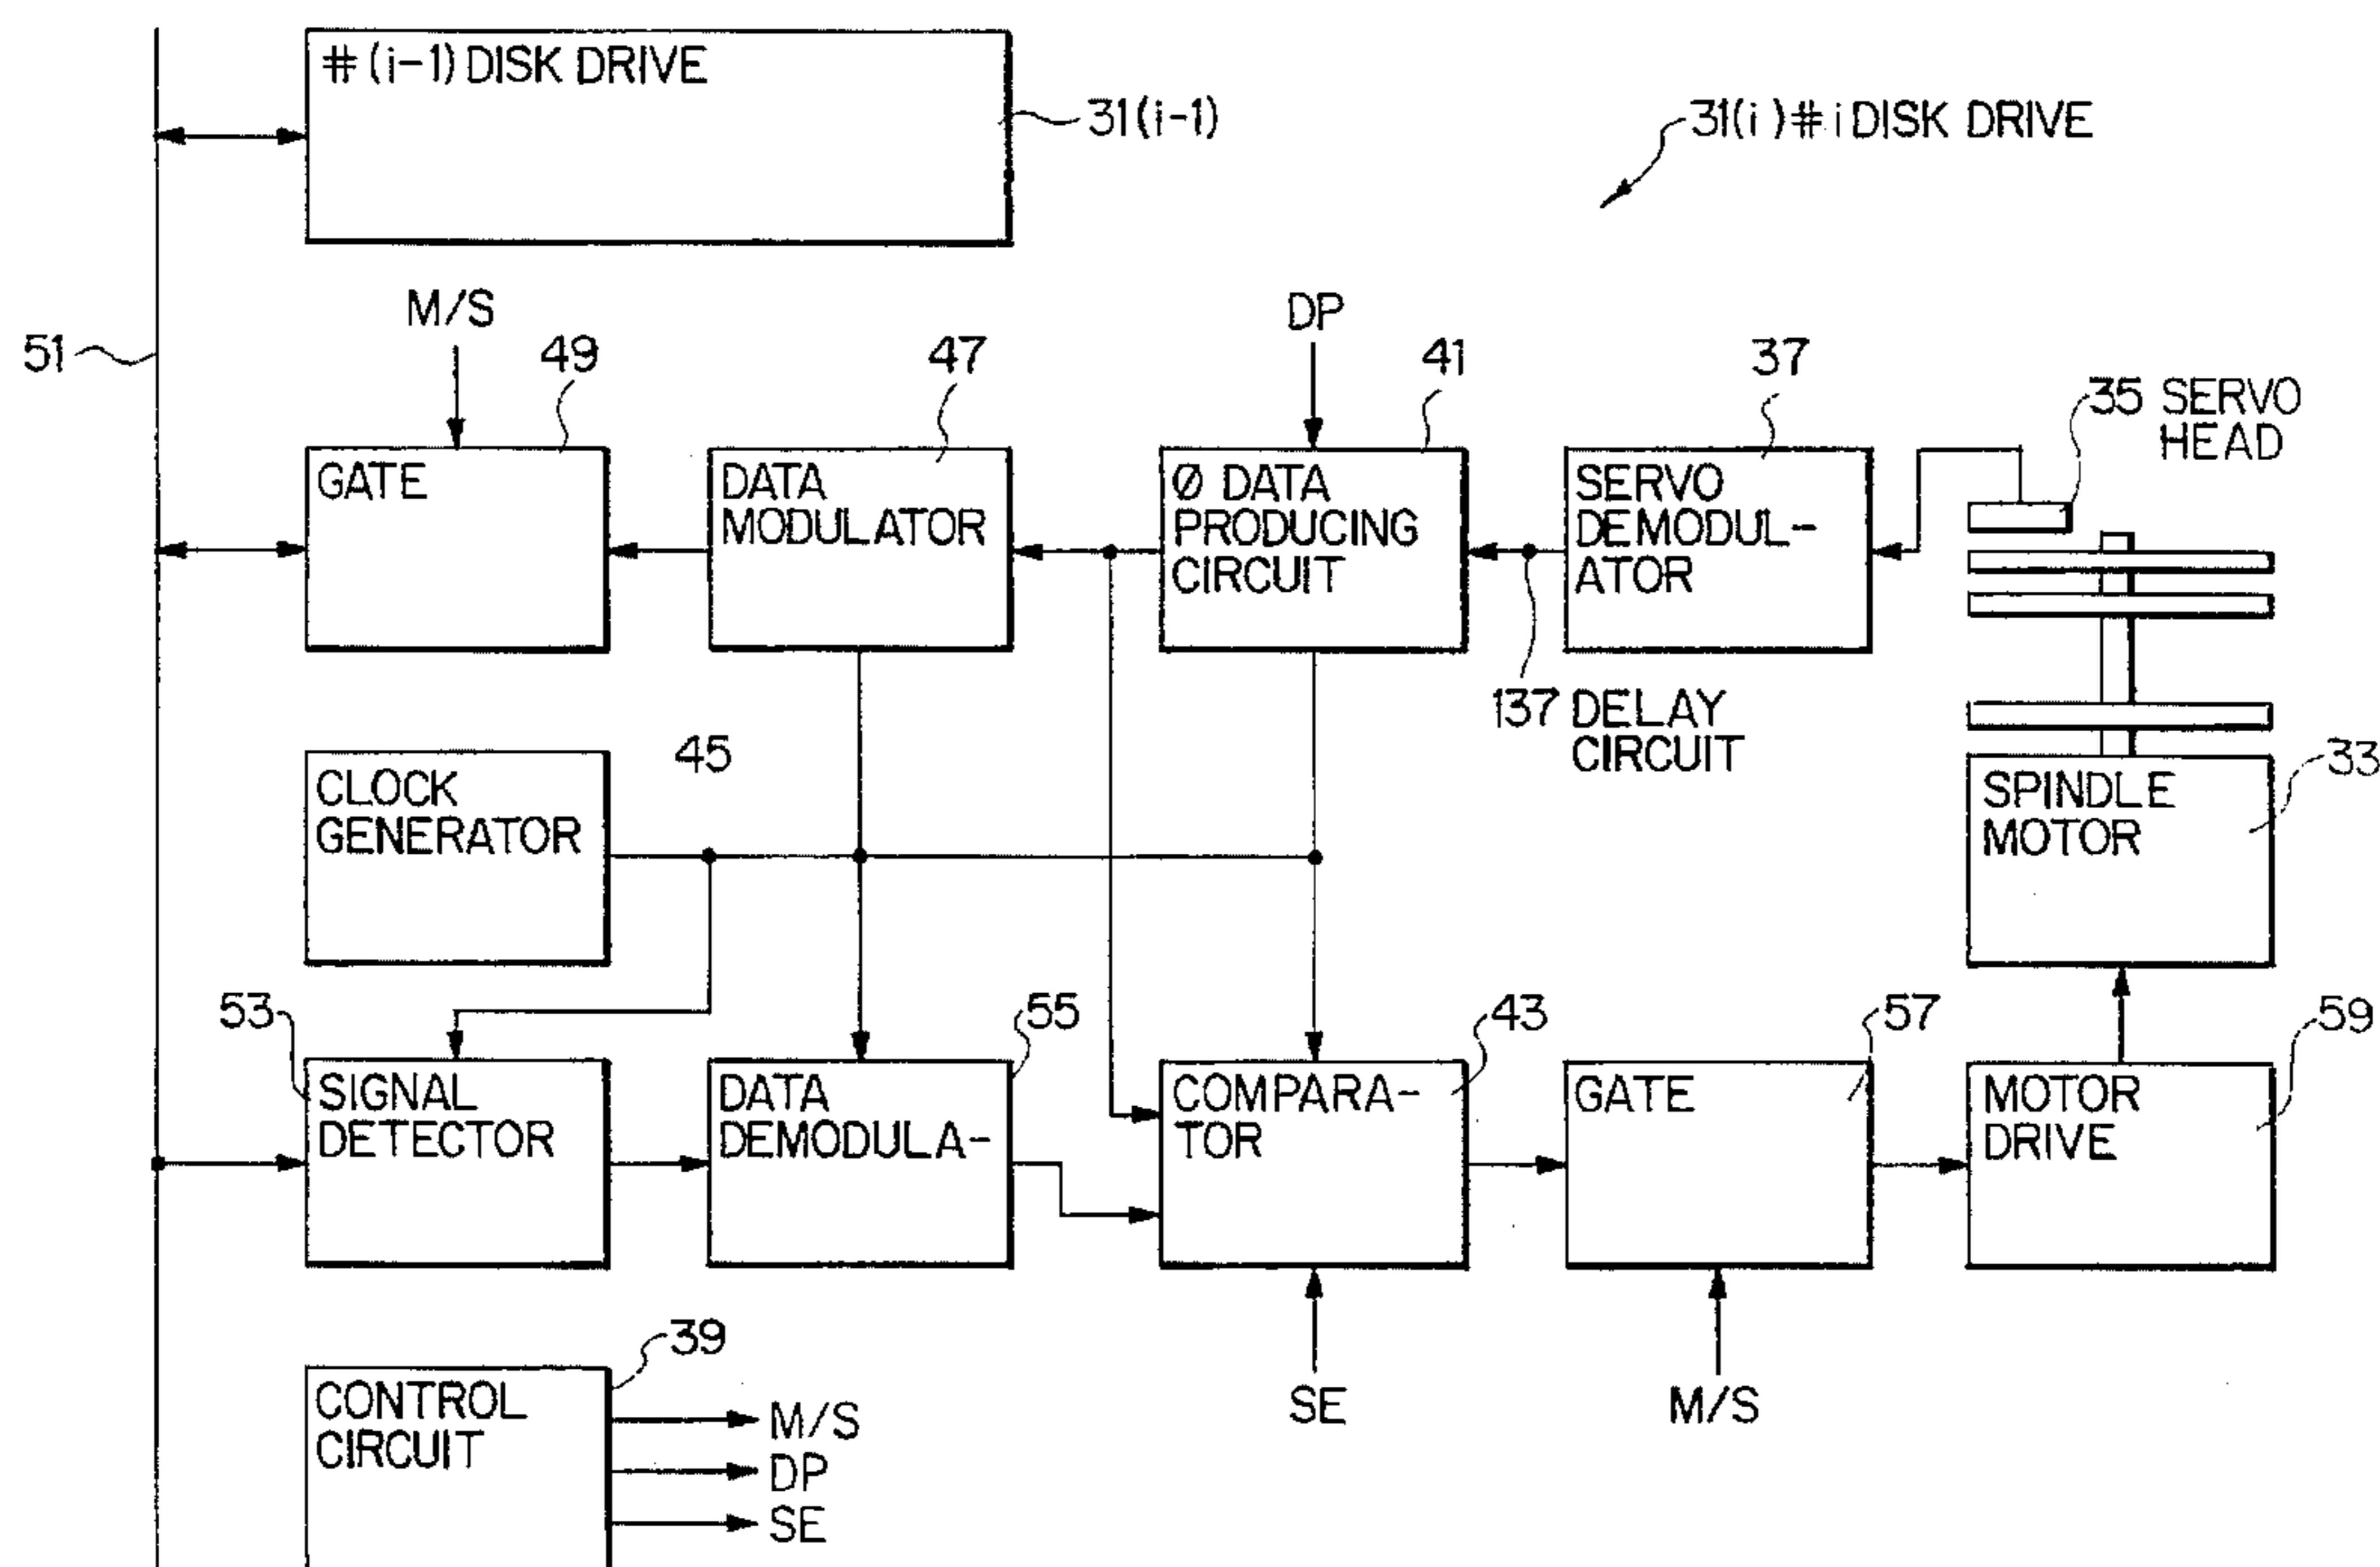 # (i-1) DISK DRIVE
31(i-1)
31(i) # i DISK DRIVE
M/S
DP
51
49
47
41
37
35 SERVO
HEAD
GATE
DATA
MODULATOR
Ø DATA
PRODUCING
CIRCUIT
SERVO
DEMODUL-
ATOR
137 DELAY
CIRCUIT
45
33
CLOCK
GENERATOR
SPINDLE
MOTOR
53
55
43
57
59
SIGNAL
DETECTOR
DATA
DEMODULA-
COMPARA-
TOR
GATE
MOTOR
DRIVE
39
SE
M/S
CONTROL
CIRCUIT
M/S
DP
SE